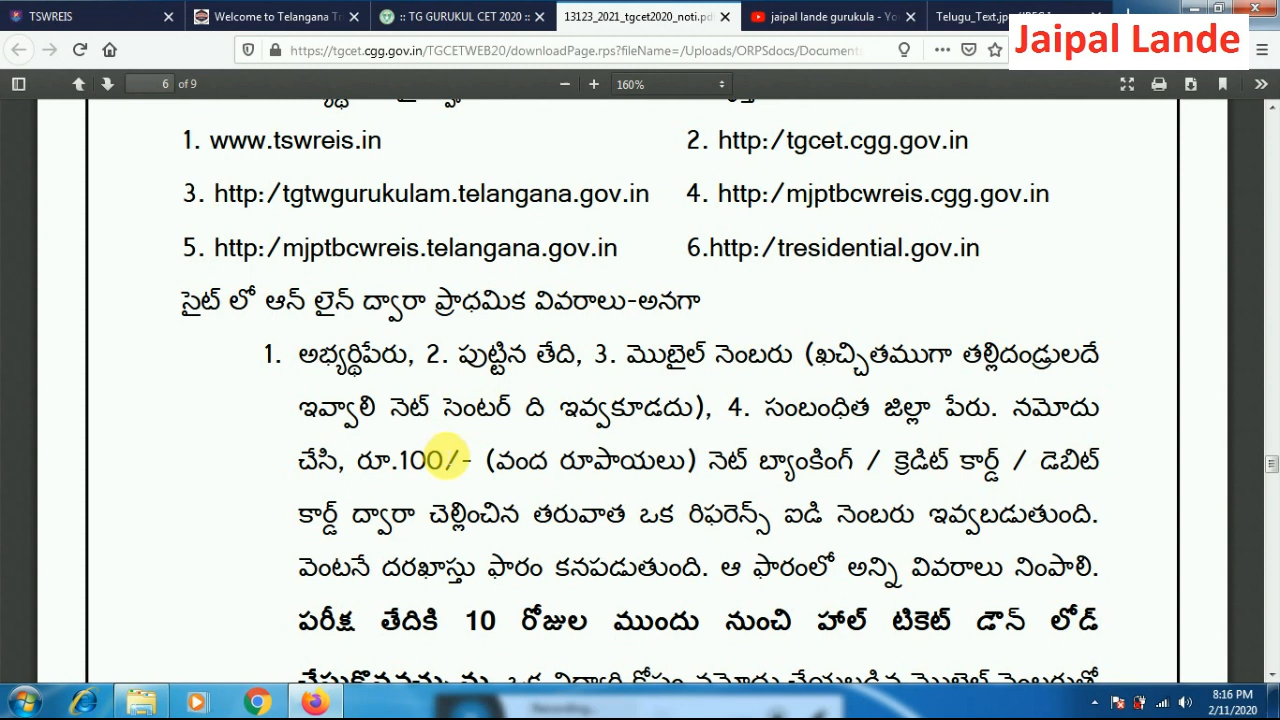 TSWREIS
Welcome to Telangana Tr
:: TG GURUKUL CET 2020 ::
13123_2021_tgcet2020_noti.pd
jaipal lande gurukula - Yo
https://tgcet.cgg.gov.in/TGCETWEB20/downloadPage.rps?fileName=/Uploads/ORPSdocs/Documents
Jaipal Lande
6 of 9
160%
1. www.tswreis.in 2. http:/tgcet.cgg.gov.in
3. http:/tgtwgurukulam.telangana.gov.in 4. http:/mjptbcwreis.cgg.gov.in
5. http:/mjptbcwreis.telangana.gov.in 6.http:/tresidential.gov.in
సైట్ లో ఆన్ లైన్ ద్వారా ప్రాధమిక వివరాలు-అనగా
1. అభ్యర్థిపేరు, 2. పుట్టిన తేది, 3. మొబైల్ నెంబరు (ఖచ్చితముగా తల్లిదండ్రులదే
ఇవ్వాలి నెట్ సెంటర్ ది ఇవ్వకూడదు), 4. సంబంధిత జిల్లా పేరు. నమోదు
చేసి, రూ.100/- (వంద రూపాయలు) నెట్ బ్యాంకింగ్ / క్రెడిట్ కార్డ్ / డెబిట్
కార్డ్ ద్వారా చెల్లించిన తరువాత ఒక రిఫరెన్స్ ఐడి నెంబరు ఇవ్వబడుతుంది.
వెంటనే దరఖాస్తు ఫారం కనపడుతుంది. ఆ ఫారంలో అన్ని వివరాలు నింపాలి.
పరీక్ష తేదికి 10 రోజుల ముందు నుంచి హాల్ టికెట్ డౌన్ లోడ్
8:16 PM
2/11/2020